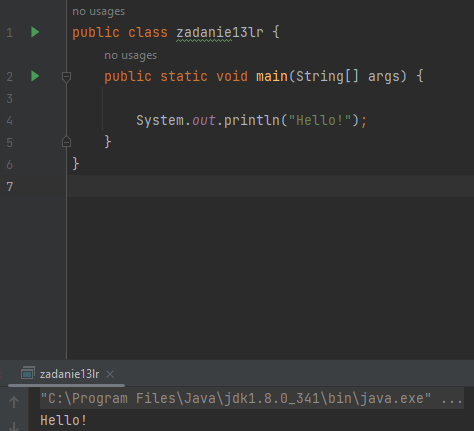 no usages
1 public class zadanie13lr {
no usages
2 public static void main(String[] args) {
3
4 System.out.println("Hello!");
5 }
6 }
7
zadanie13lr
"C:\Program Files\Java\jdk1.8.0_341\bin\java.exe" ...
Hello!